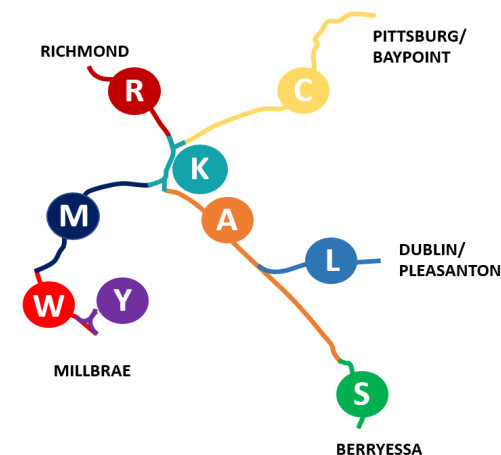 RICHMOND
PITTSBURG/
BAYPOINT
R
C
K
M
A
L
DUBLIN/
PLEASANTON
W
Y
MILLBRAE
S
BERRYESSA